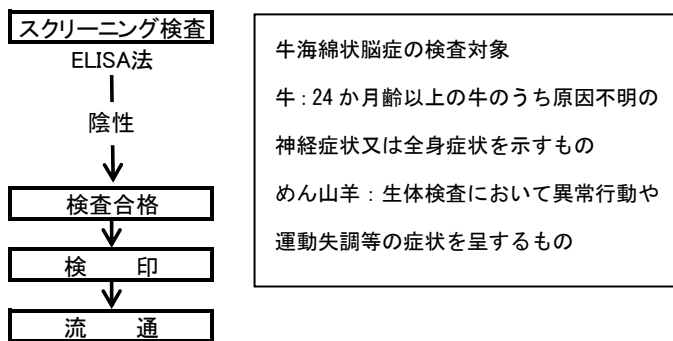 スクリーニング検査
ELISA法
陰性
検査合格
検　　印
流　　通
牛海綿状脳症の検査対象
牛：24 か月齢以上の牛のうち原因不明の
神経症状又は全身症状を示すもの
めん山羊：生体検査において異常行動や
運動失調等の症状を呈するもの